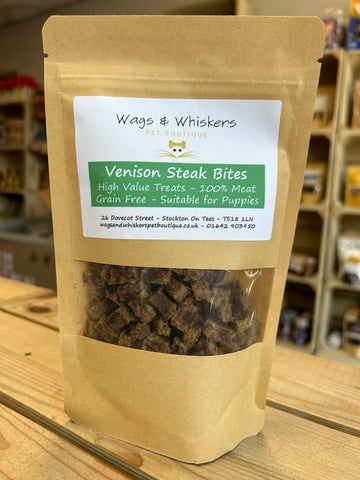 Wags & Whiskers
PET BOUTIQUE
Venison Steak Bites
High Value Treats - 100% Meat
Grain Free - Suitable for Puppies
26 Dovecot Street - Stockton On Tees - TS18 1LN
wagsandwhiskerspetboutique.co.uk - 01642 903950